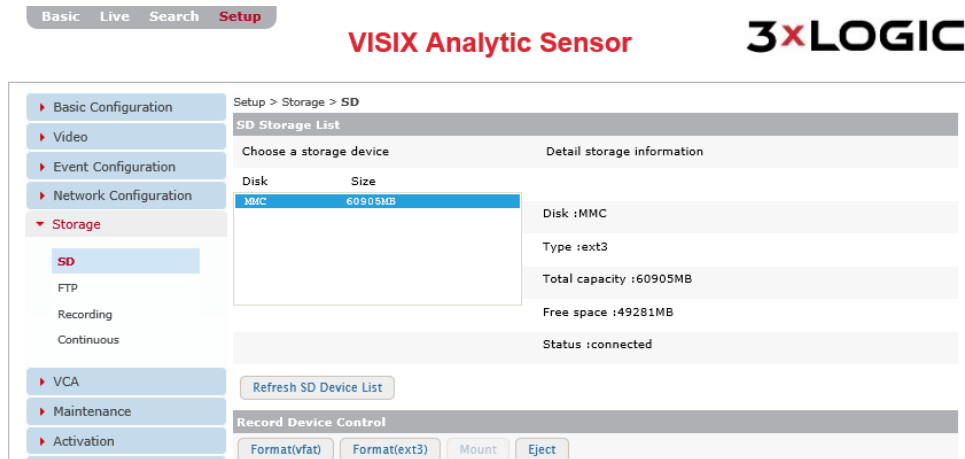 Basic Live Search Setup
VISIX Analytic Sensor
3xLOGIC
Basic Configuration
Video
Event Configuration
Network Configuration
Storage
SD
FTP
Recording
Continuous
VCA
Maintenance
Activation
Setup > Storage > SD
SD Storage List
Choose a storage device
Detail storage information
Disk Size
MMC 60905MB
Disk :MMC
Type :ext3
Total capacity :60905MB
Free space :49281MB
Status :connected
Refresh SD Device List
Record Device Control
Format(vfat) Format(ext3) Mount Eject